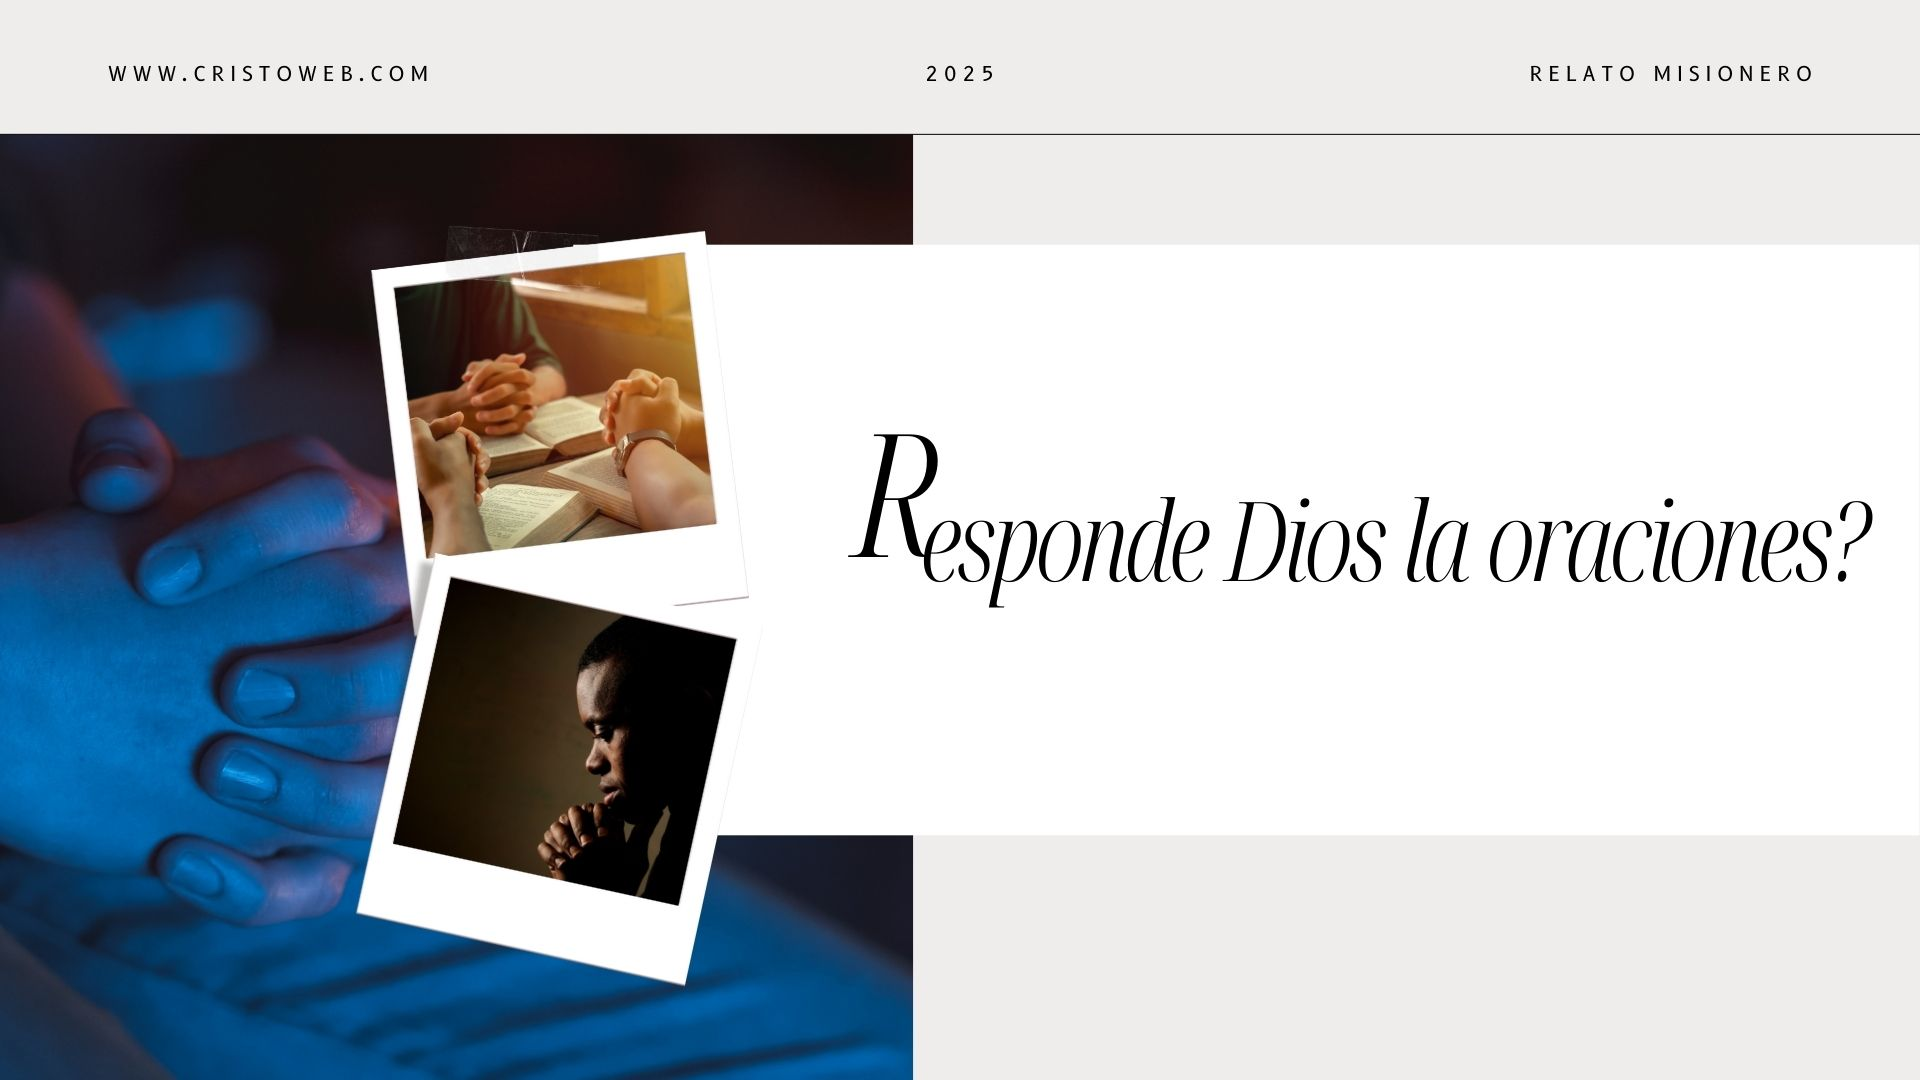 WWW.CRISTOWEB.COM
2025
RELATO MISIONERO
Responde Dios la oraciones?